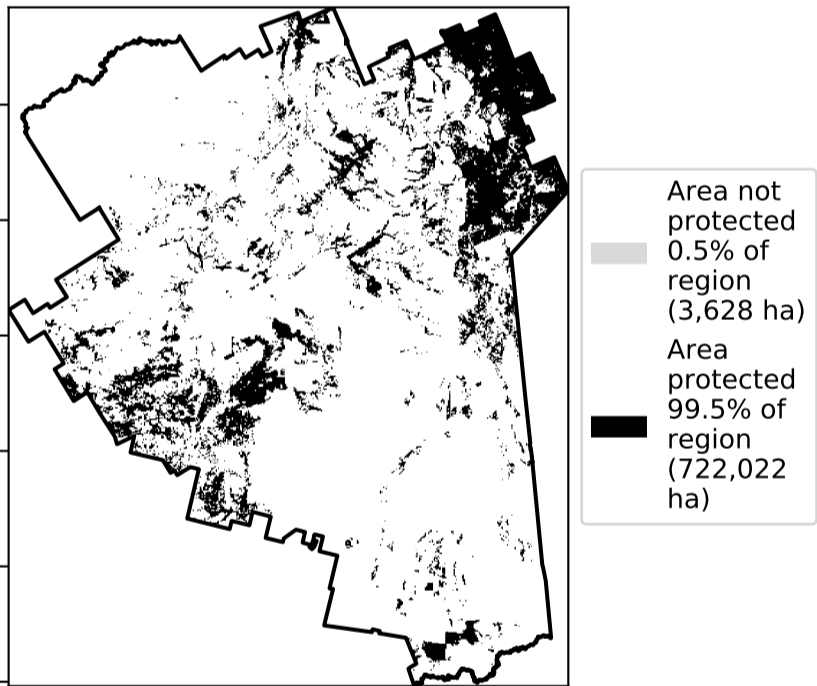 Area not
protected
0.5% of
region
(3,628 ha)
Area
protected
99.5% of
region
(722,022
ha)